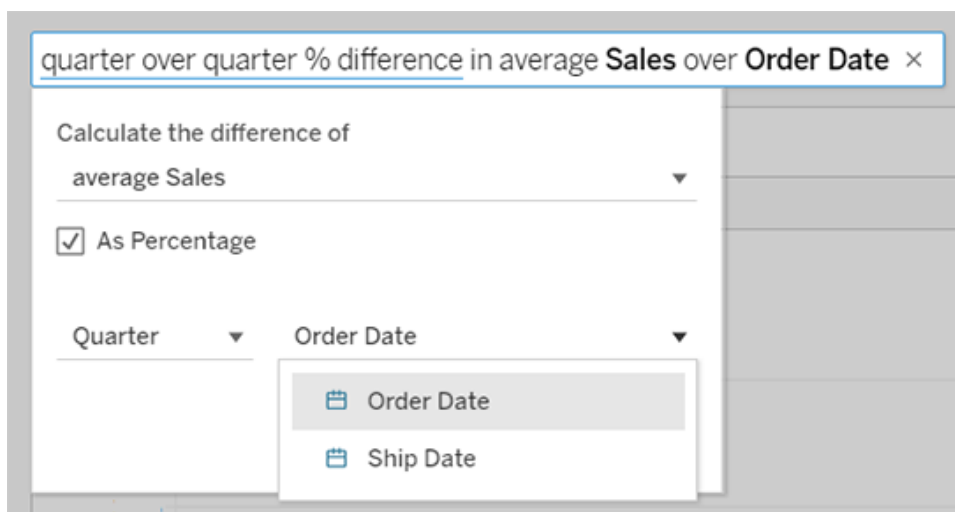 quarter over quarter % difference in average Sales over Order Date ×
Calculate the difference of
average Sales
As Percentage
Quarter Order Date
Order Date
Ship Date